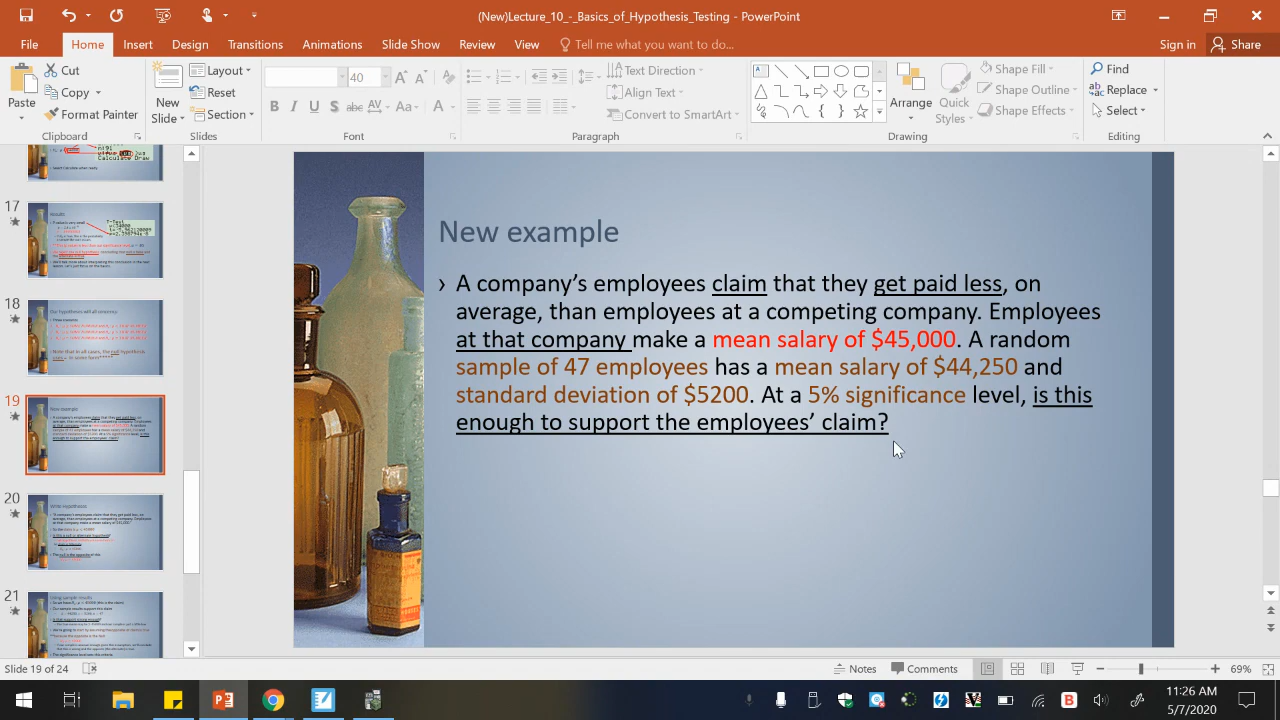 (New)Lecture_10_-_Basics_of_Hypothesis_Testing - PowerPoint
File Home Insert Design Transitions Animations Slide Show Review View Tell me what you want to do... Sign in Share
Paste
Cut
Copy
Format Painter
Clipboard
New Slide
Layout
Reset
Section
Slides
40
B I U S abc AV Aa A
Font
Text Direction
Align Text
Convert to SmartArt
Paragraph
Arrange
Quick Styles
Shape Fill
Shape Outline
Shape Effects
Drawing
Find
Replace
Select
Editing
17
18
19
20
21
New example
› A company’s employees claim that they get paid less, on
average, than employees at a competing company. Employees
at that company make a mean salary of $45,000. A random
sample of 47 employees has a mean salary of $44,250 and
standard deviation of $5200. At a 5% significance level, is this
enough to support the employees’ claim?
Slide 19 of 24 Notes Comments 69%
11:26 AM
5/7/2020